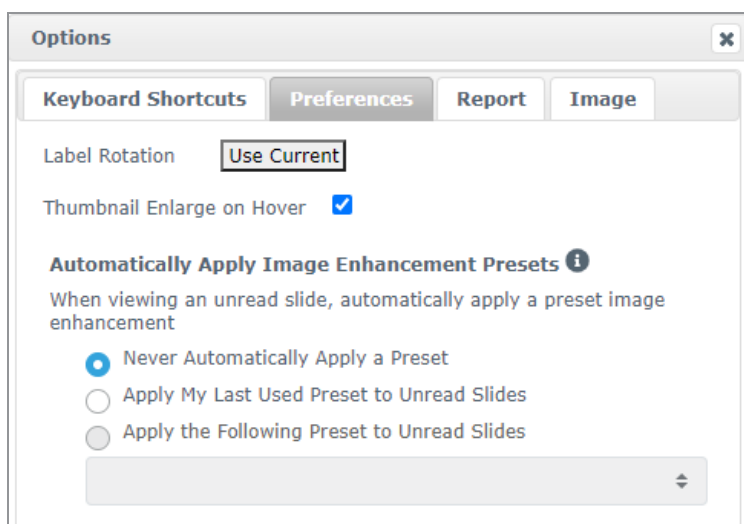 Options
Keyboard Shortcuts Preferences Report Image
Label Rotation Use Current
Thumbnail Enlarge on Hover
Automatically Apply Image Enhancement Presets
When viewing an unread slide, automatically apply a preset image
enhancement
Never Automatically Apply a Preset
Apply My Last Used Preset to Unread Slides
Apply the Following Preset to Unread Slides